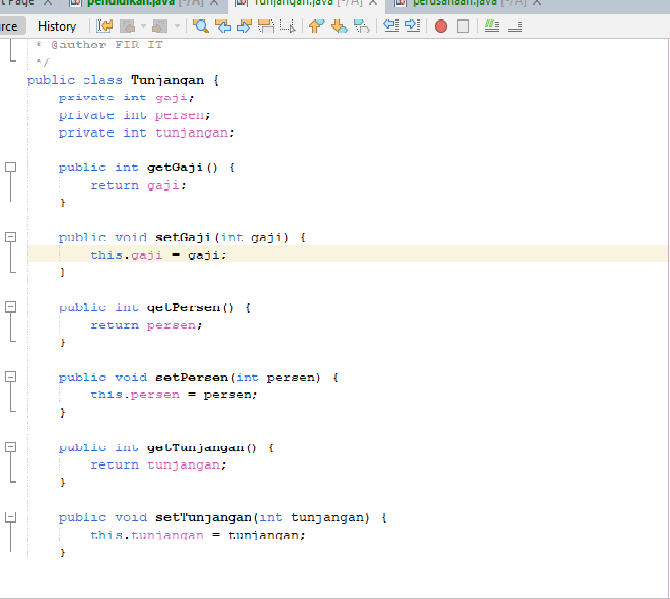 Page
pendidikan.java [-/A]
Tunjangan.java [-/A]
perusahaan.java [-/A]
rce
History
* @author FIR IT
*/
public class Tunjangan {
private int gaji;
private int persen;
private int tunjangan;
public int getGaji() {
return gaji;
}
public void setGaji(int gaji) {
this.gaji = gaji;
}
public int getPersen() {
return persen;
}
public void setPersen(int persen) {
this.persen = persen;
}
public int getTunjangan() {
return tunjangan;
}
public void setTunjangan(int tunjangan) {
this.tunjangan = tunjangan;
}